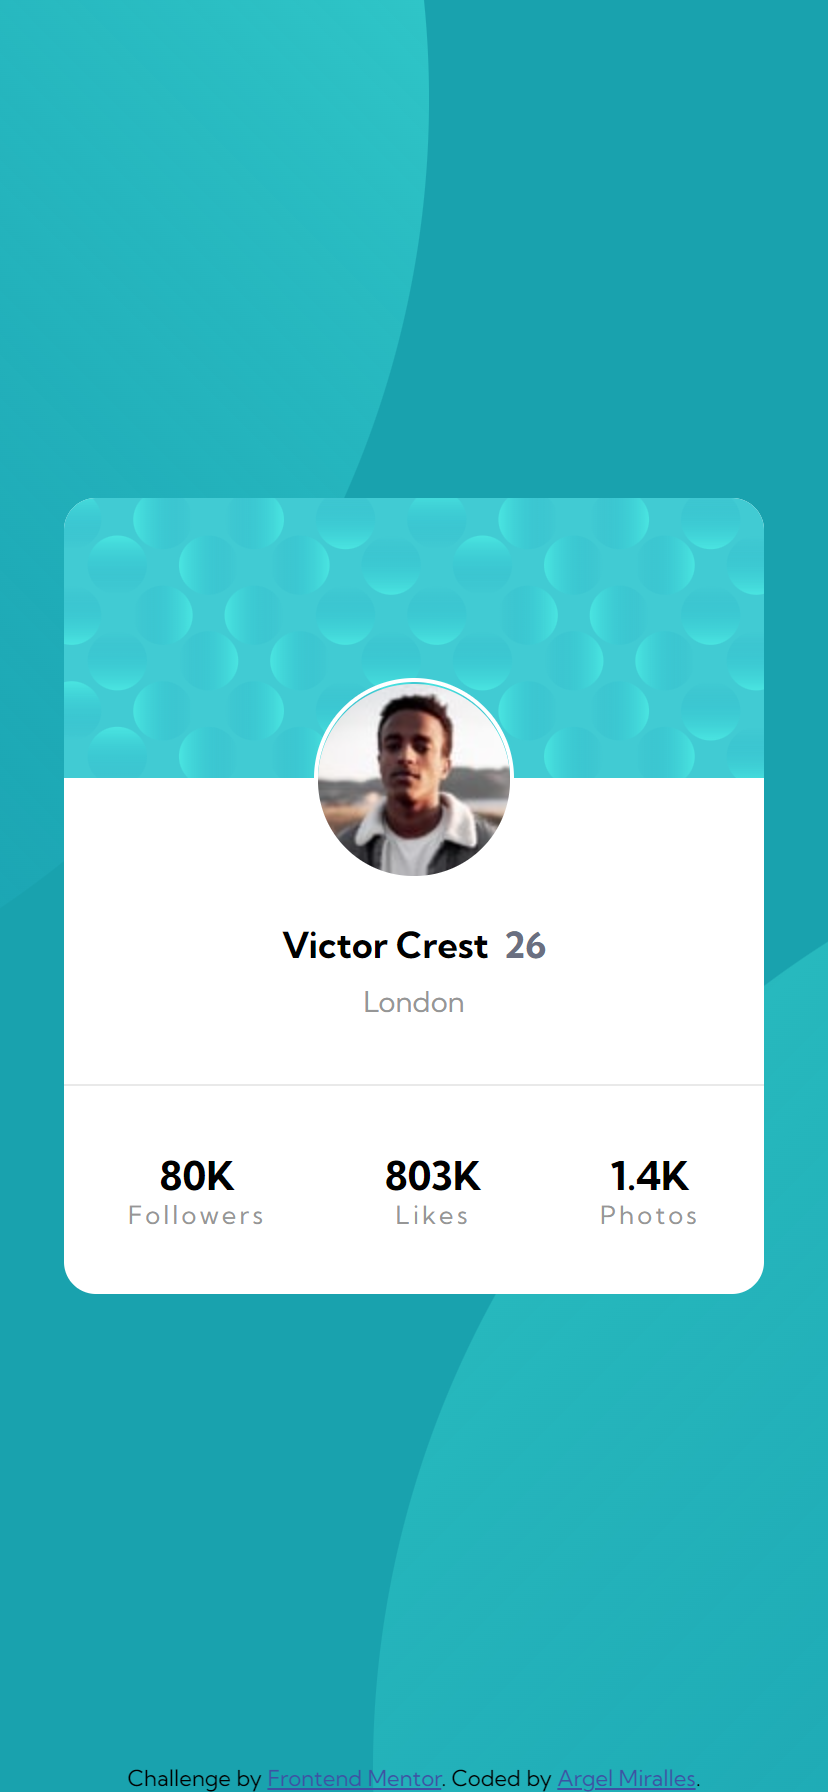 Victor Crest 26
London
80K 803K 1.4K
Followers Likes Photos
Challenge by Frontend Mentor. Coded by Argel Miralles.